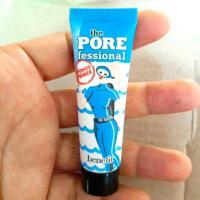 the
PORE
fessional
benefit